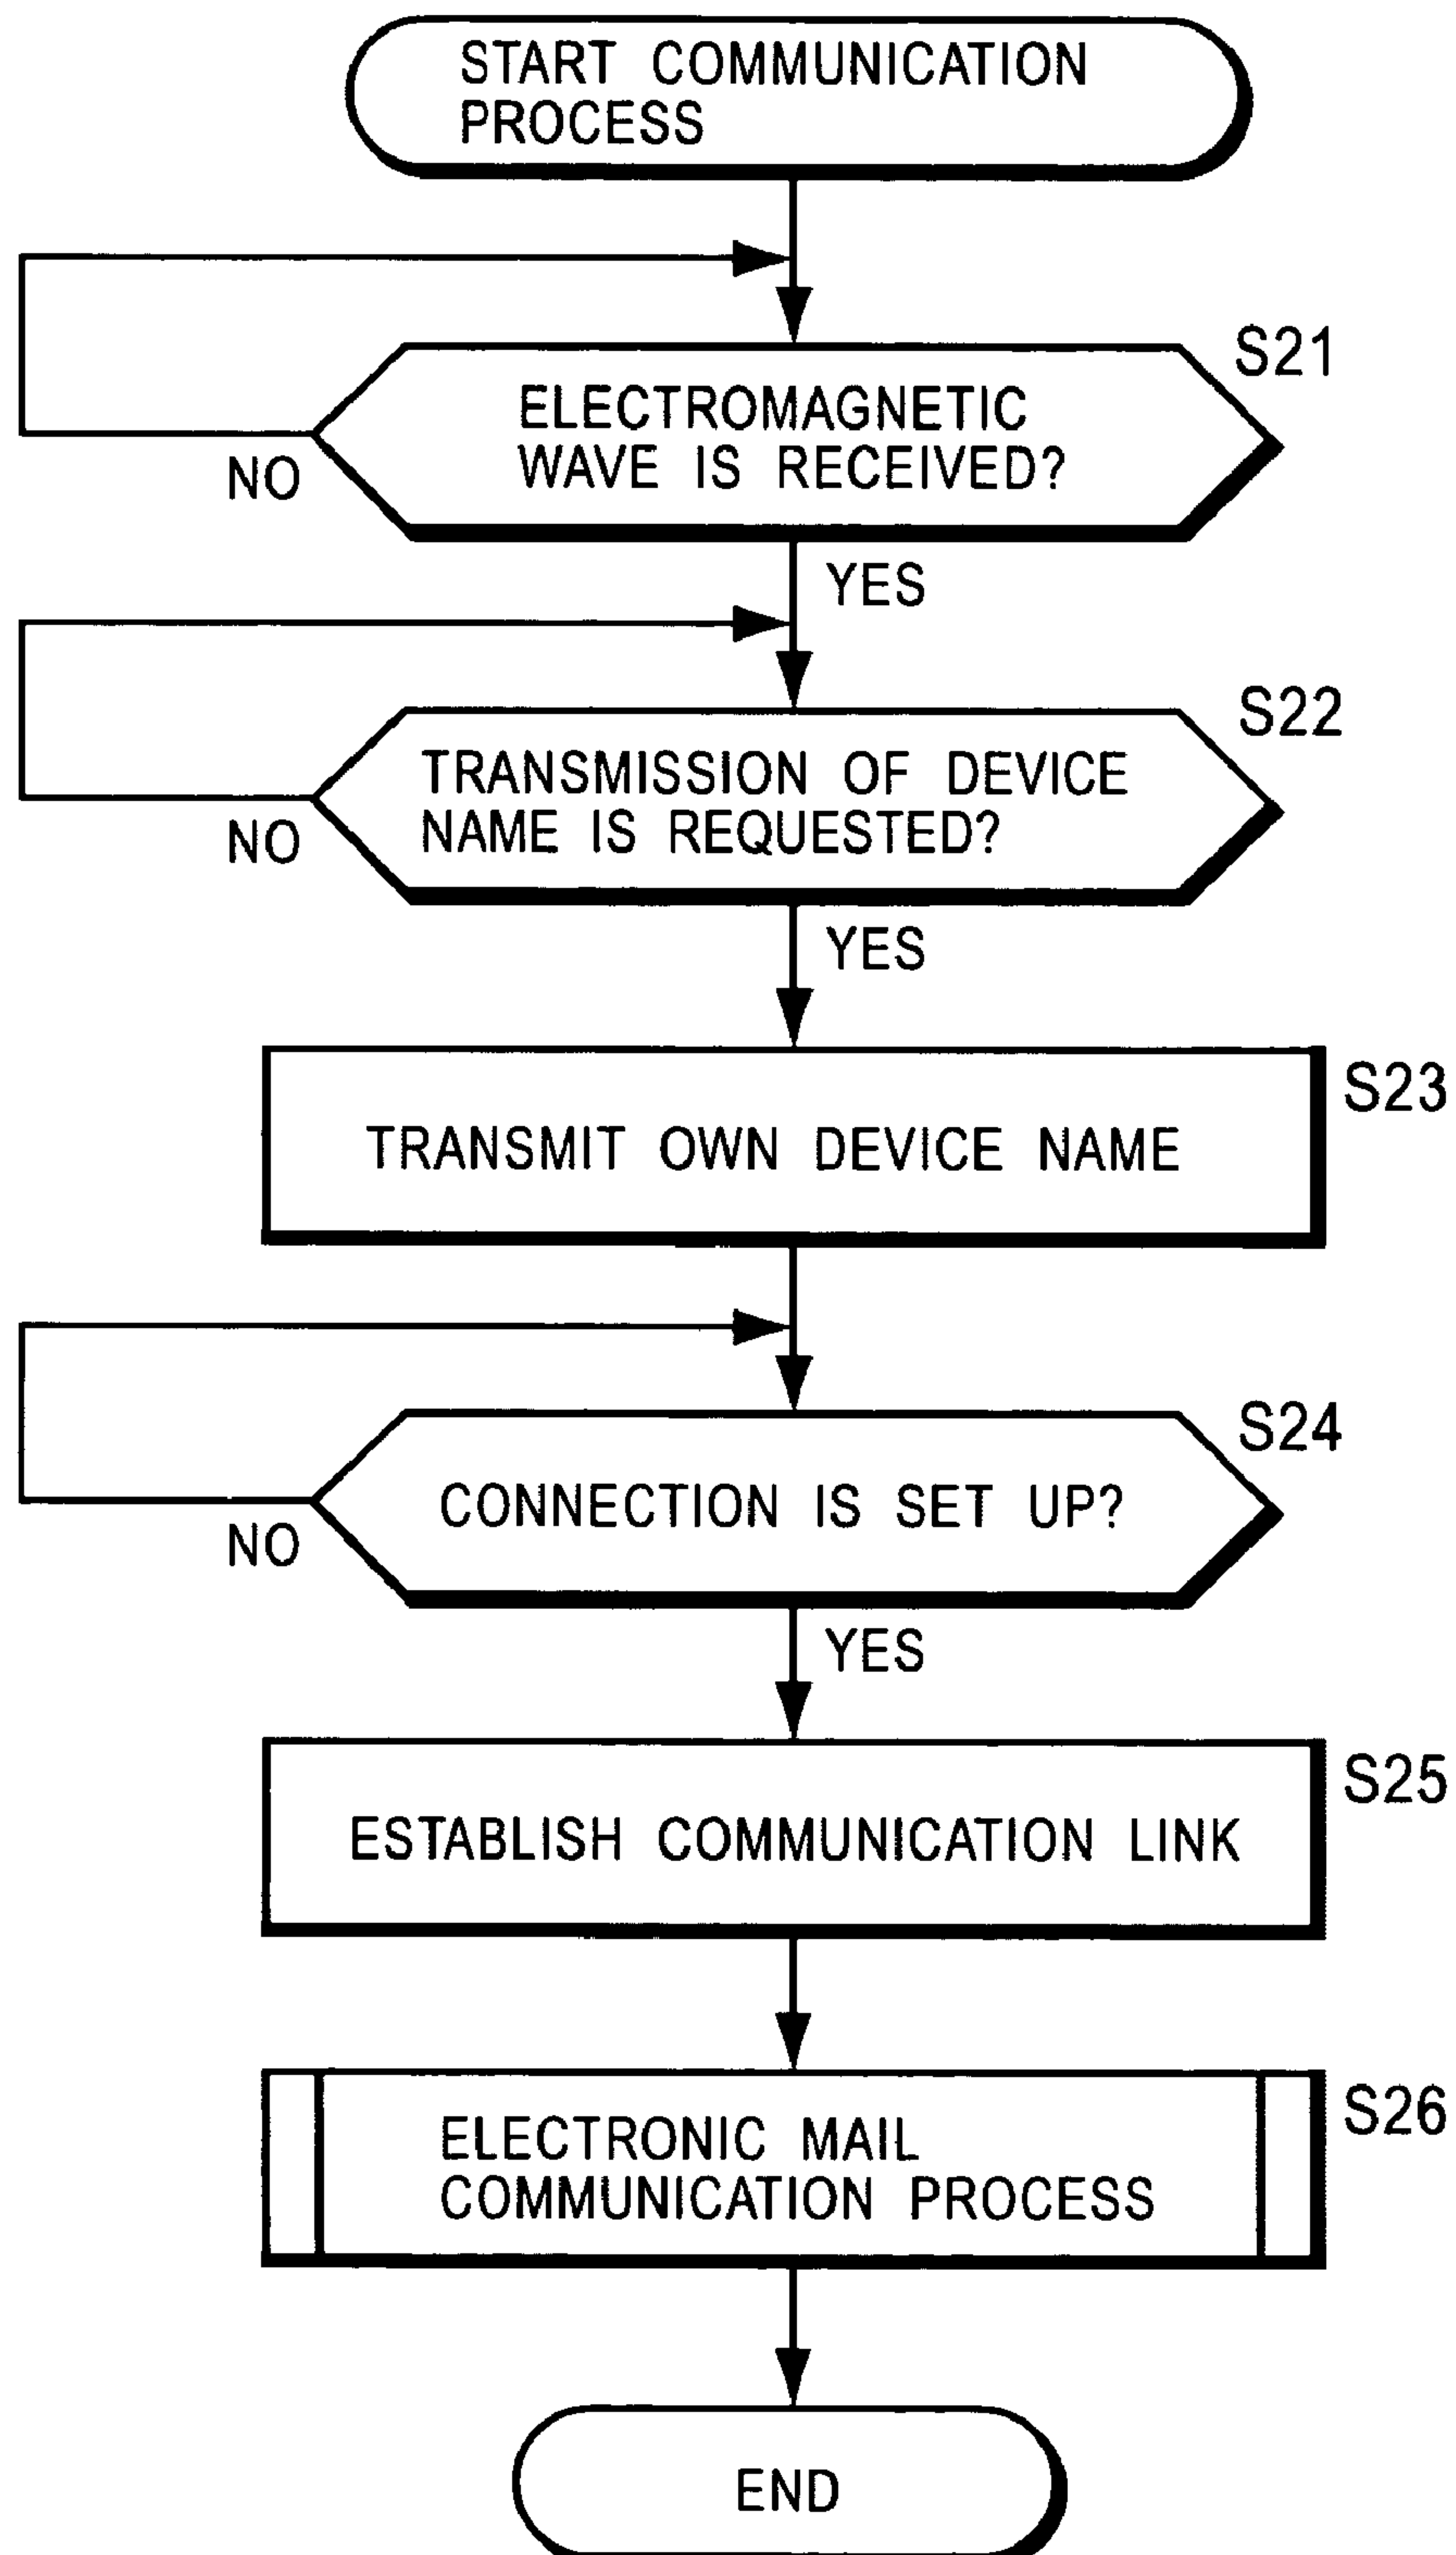 START COMMUNICATION
PROCESS
S21
ELECTROMAGNETIC
WAVE IS RECEIVED?
NO
YES
S22
TRANSMISSION OF DEVICE
NAME IS REQUESTED?
NO
YES
S23
TRANSMIT OWN DEVICE NAME
S24
CONNECTION IS SET UP?
NO
YES
S25
ESTABLISH COMMUNICATION LINK
S26
ELECTRONIC MAIL
COMMUNICATION PROCESS
END